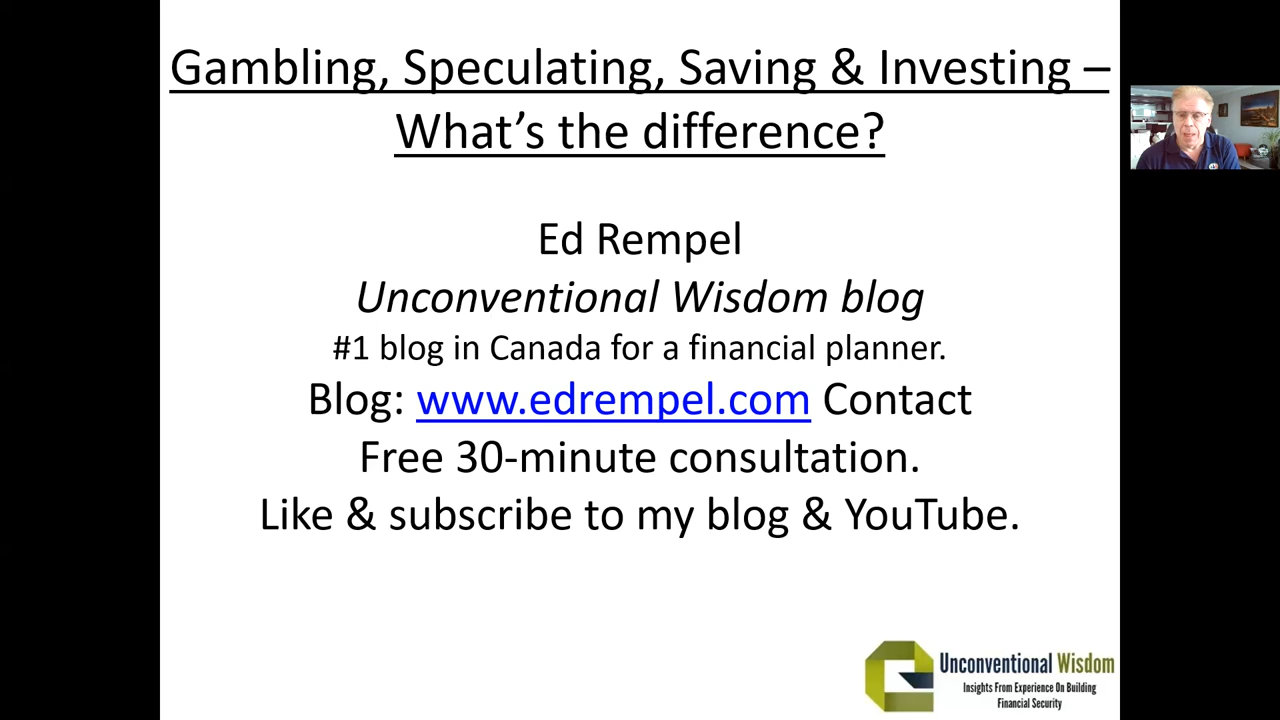 Gambling, Speculating, Saving & Investing –
What’s the difference?
Ed Rempel
Unconventional Wisdom blog
#1 blog in Canada for a financial planner.
Blog: www.edrempel.com Contact
Free 30-minute consultation.
Like & subscribe to my blog & YouTube.
Unconventional Wisdom
Insights From Experience On Building
Financial Security